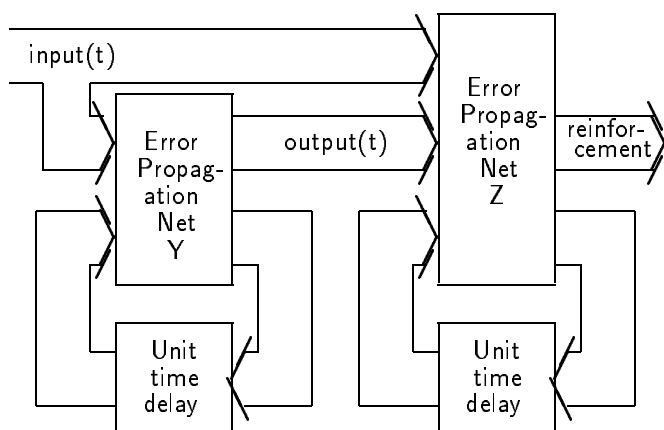 input(t)
Error
Propag-
ation
Net
Y
output(t)
Error
Propag-
ation
Net
Z
reinfor-
cement
Unit
time
delay
Unit
time
delay